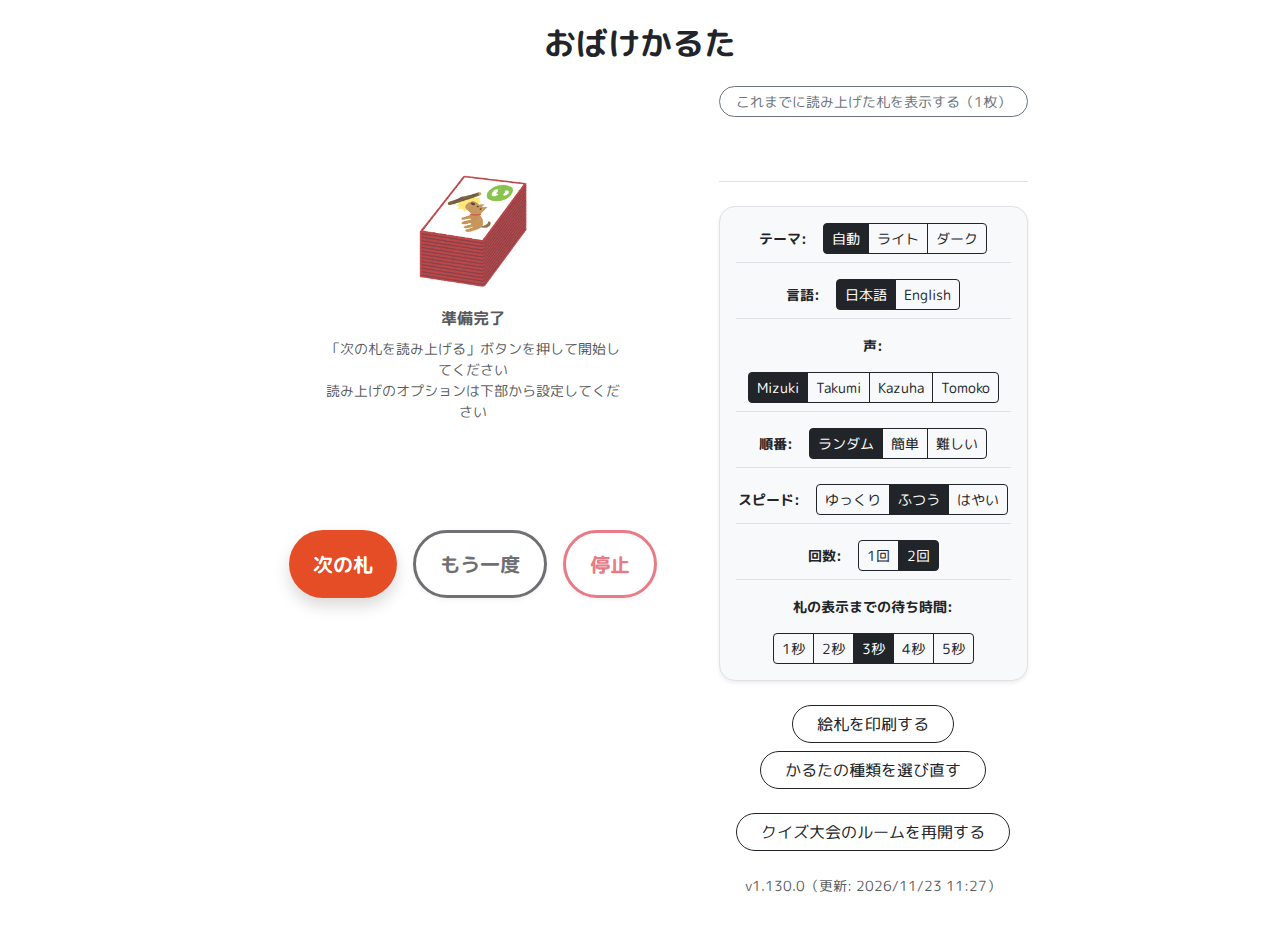 おばけかるた
これまでに読み上げた札を表示する（1枚）
準備完了
「次の札を読み上げる」ボタンを押して開始し
てください
読み上げのオプションは下部から設定してくだ
さい
次の札
もう一度
停止
テーマ: 自動 ライト ダーク
言語: 日本語 English
声:
Mizuki Takumi Kazuha Tomoko
順番: ランダム 簡単 難しい
スピード: ゆっくり ふつう はやい
回数: 1回 2回
札の表示までの待ち時間:
1秒 2秒 3秒 4秒 5秒
絵札を印刷する
かるたの種類を選び直す
クイズ大会のルームを再開する
v1.130.0（更新: 2026/11/23 11:27）